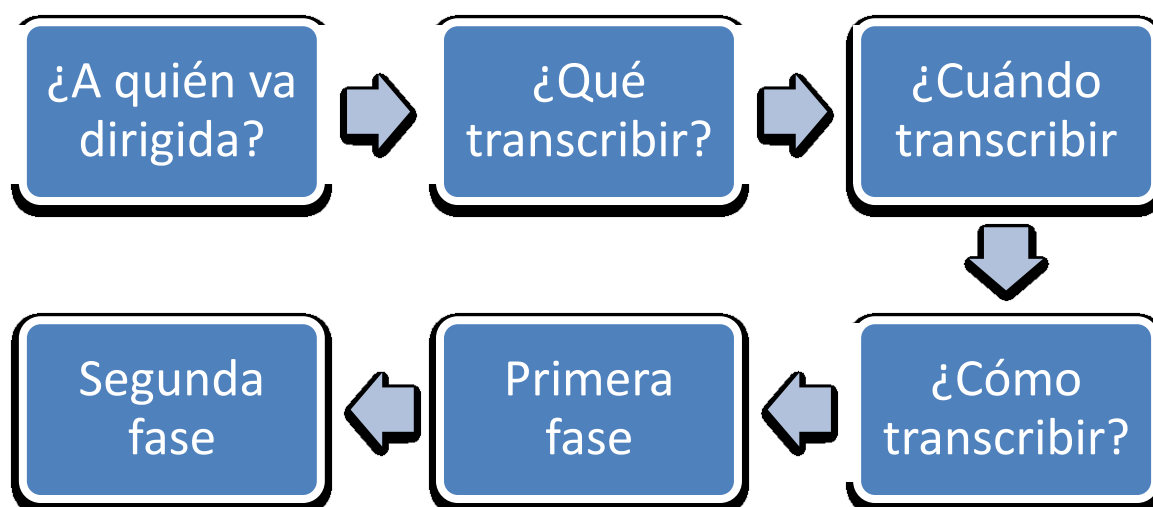 ¿A quién va
dirigida?
¿Qué
transcribir?
¿Cuándo
transcribir
¿Cómo
transcribir?
Primera
fase
Segunda
fase